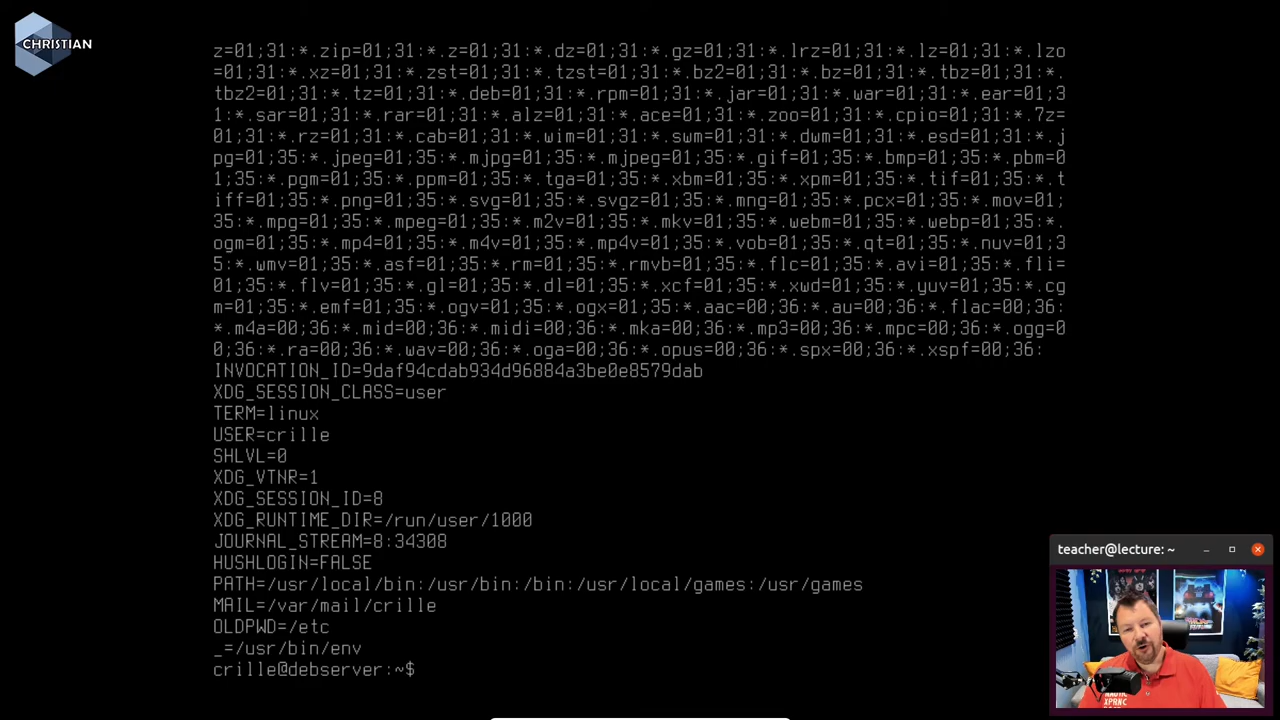 CHRISTIAN
z=01;31:*.zip=01;31:*.z=01;31:*.dz=01;31:*.gz=01;31:*.lrz=01;31:*.lz=01;31:*.lzo
=01;31:*.xz=01;31:*.zst=01;31:*.tzst=01;31:*.bz2=01;31:*.bz=01;31:*.tbz=01;31:*.
tbz2=01;31:*.tz=01;31:*.deb=01;31:*.rpm=01;31:*.jar=01;31:*.war=01;31:*.ear=01;3
1:*.sar=01;31:*.rar=01;31:*.alz=01;31:*.ace=01;31:*.zoo=01;31:*.cpio=01;31:*.7z=
01;31:*.rz=01;31:*.cab=01;31:*.wim=01;31:*.swm=01;31:*.dwm=01;31:*.esd=01;31:*.j
pg=01;35:*.jpeg=01;35:*.mjpg=01;35:*.mjpeg=01;35:*.gif=01;35:*.bmp=01;35:*.pbm=0
1;35:*.pgm=01;35:*.ppm=01;35:*.tga=01;35:*.xbm=01;35:*.xpm=01;35:*.tif=01;35:*.t
iff=01;35:*.png=01;35:*.svg=01;35:*.svgz=01;35:*.mng=01;35:*.pcx=01;35:*.mov=01;
35:*.mpg=01;35:*.mpeg=01;35:*.m2v=01;35:*.mkv=01;35:*.webm=01;35:*.webp=01;35:*.
ogm=01;35:*.mp4=01;35:*.m4v=01;35:*.mp4v=01;35:*.vob=01;35:*.qt=01;35:*.nuv=01;3
5:*.wmv=01;35:*.asf=01;35:*.rm=01;35:*.rmvb=01;35:*.flc=01;35:*.avi=01;35:*.fli=
01;35:*.flv=01;35:*.gl=01;35:*.dl=01;35:*.xcf=01;35:*.xwd=01;35:*.yuv=01;35:*.cg
m=01;35:*.emf=01;35:*.ogv=01;35:*.ogx=01;35:*.aac=00;36:*.au=00;36:*.flac=00;36:
*.m4a=00;36:*.mid=00;36:*.midi=00;36:*.mka=00;36:*.mp3=00;36:*.mpc=00;36:*.ogg=0
0;36:*.ra=00;36:*.wav=00;36:*.oga=00;36:*.opus=00;36:*.spx=00;36:*.xspf=00;36:
INVOCATION_ID=9daf94cdab934d96884a3be0e8579dab
XDG_SESSION_CLASS=user
TERM=linux
USER=crille
SHLVL=0
XDG_VTNR=1
XDG_SESSION_ID=8
XDG_RUNTIME_DIR=/run/user/1000
JOURNAL_STREAM=8:34308
HUSHLOGIN=FALSE
PATH=/usr/local/bin:/usr/bin:/bin:/usr/local/games:/usr/games
MAIL=/var/mail/crille
OLDPWD=/etc
_=/usr/bin/env
crille@debserver:~$
teacher@lecture: ~